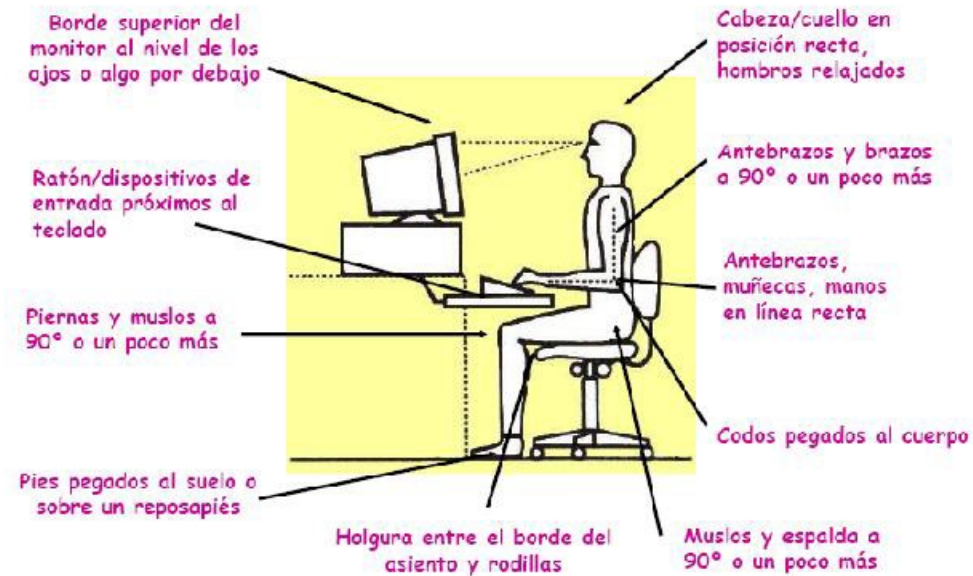 Borde superior del
monitor al nivel de los
ojos o algo por debajo
Cabeza/cuello en
posición recta,
hombros relajados
Ratón/dispositivos de
entrada próximos al
teclado
Antebrazos y brazos
a 90º o un poco más
Antebrazos,
muñecas, manos
en línea recta
Piernas y muslos a
90º o un poco más
Codos pegados al cuerpo
Pies pegados al suelo o
sobre un reposapiés
Holgura entre el borde del
asiento y rodillas
Muslos y espalda a
90º o un poco más